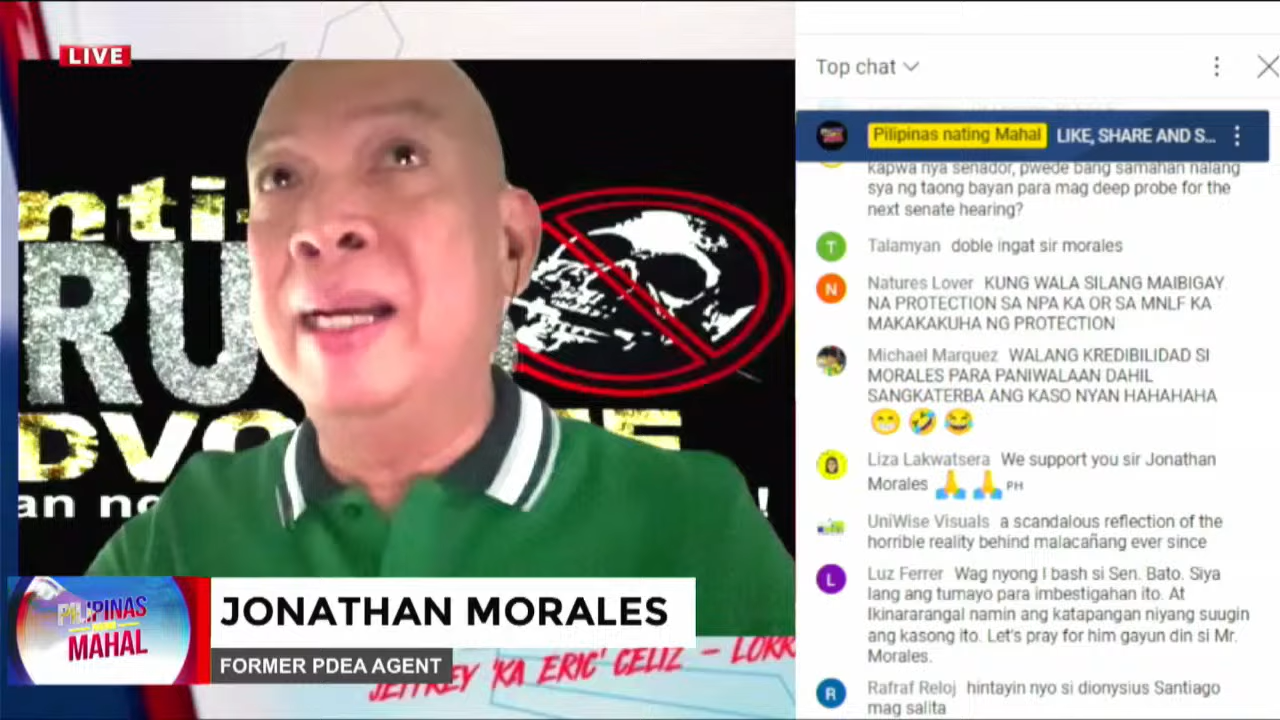 LIVE
nti-
RU
DVO
an no
!
PILIPINAS
MAHAL
JONATHAN MORALES
FORMER PDEA AGENT
JEFFREY 'KA ERIC' CELIZ – LORR
Top chat
Pilipinas nating Mahal LIKE, SHARE AND S...
kapwa nya senador, pwede bang samahan nalang
sya ng taong bayan para mag deep probe for the
next senate hearing?
T
Talamyan doble ingat sir morales
N
Natures Lover KUNG WALA SILANG MAIBIGAY
NA PROTECTION SA NPA KA OR SA MNLF KA
MAKAKAKUHA NG PROTECTION
Michael Marquez WALANG KREDIBILIDAD SI
MORALES PARA PANIWALAAN DAHIL
SANGKATERBA ANG KASO NYAN HAHAHAHA
😁🤣😂
Liza Lakwatsera We support you sir Jonathan
Morales 🙏🙏 PH
UniWise Visuals a scandalous reflection of the
horrible reality behind malacañang ever since
L
Luz Ferrer Wag nyong I bash si Sen. Bato. Siya
lang ang tumayo para imbestigahan ito. At
Ikinararangal namin ang katapangan niyang suugin
ang kasong ito. Let's pray for him gayun din si Mr.
Morales.
R
Rafraf Reloj hintayin nyo si dionysius Santiago
mag salita